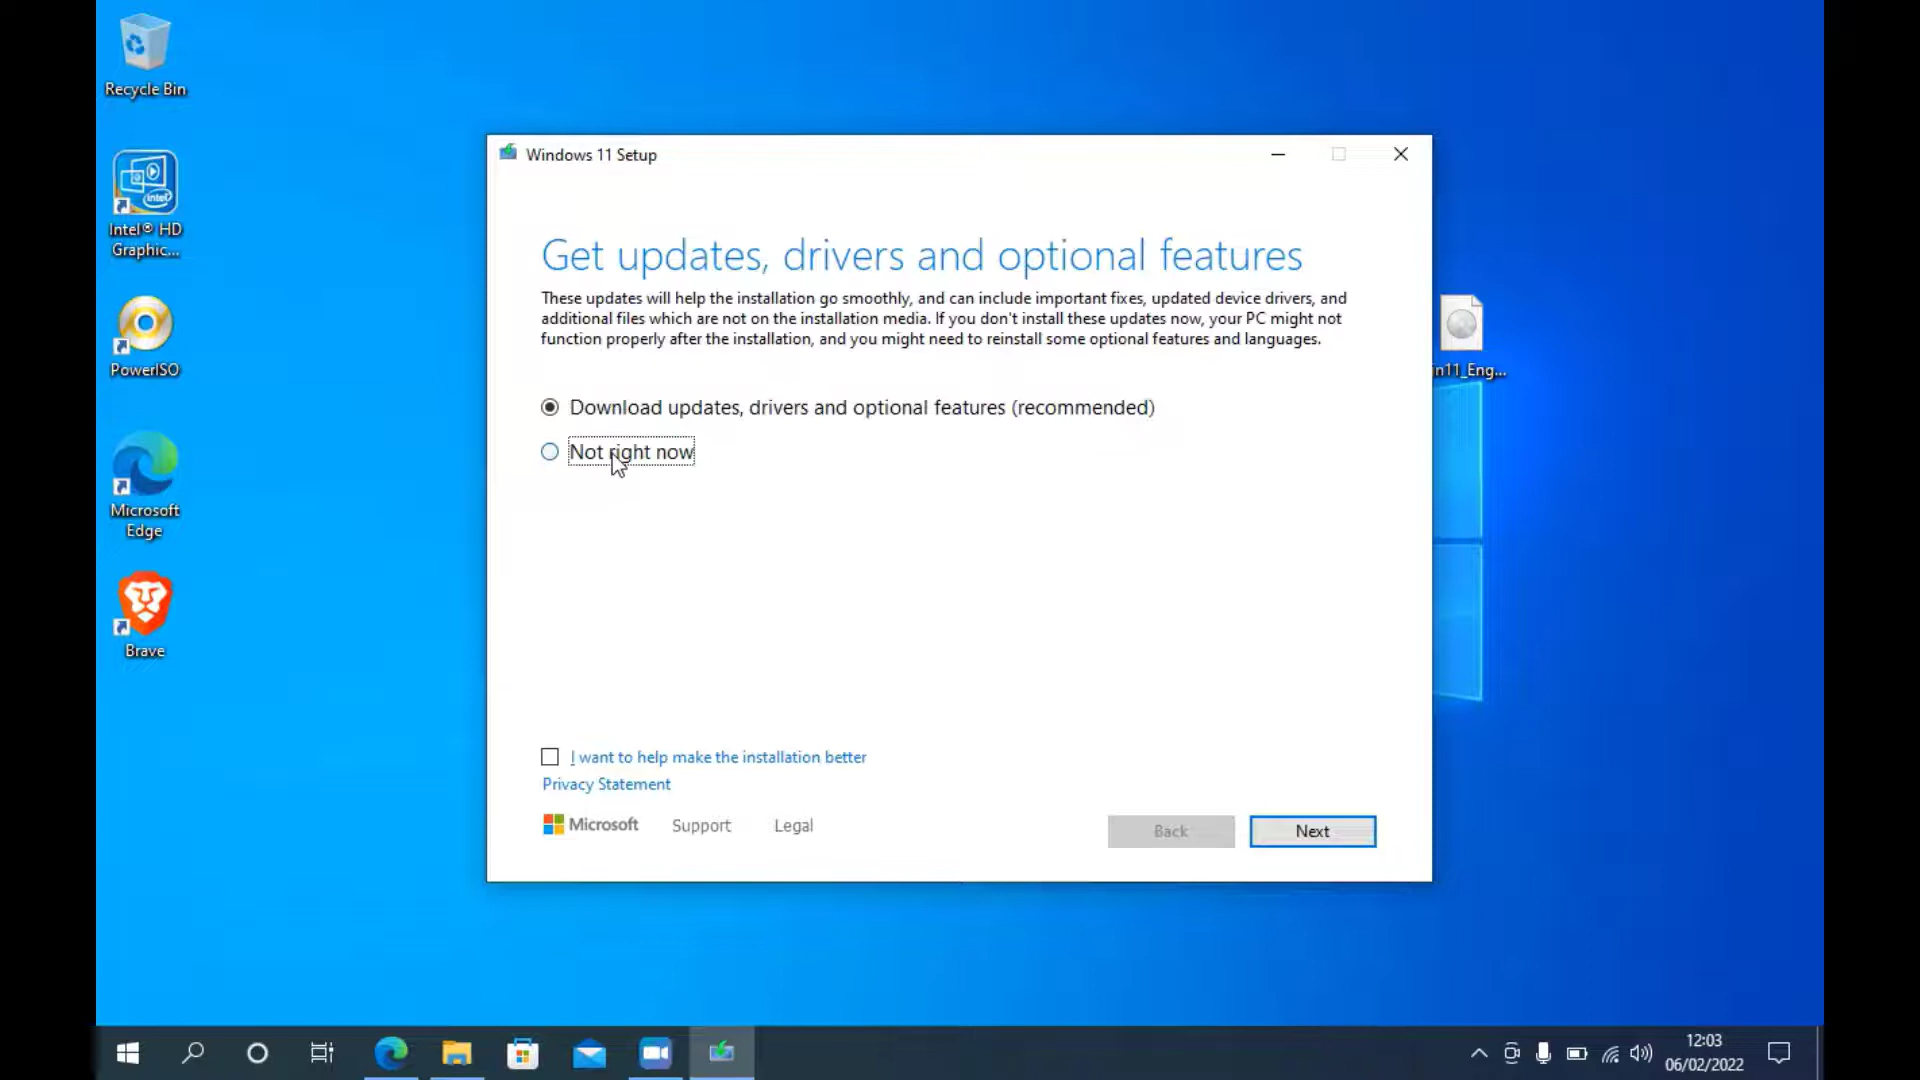 Recycle Bin
intel
Intel® HD
Graphic...
PowerISO
Microsoft
Edge
Brave
Windows 11 Setup
Get updates, drivers and optional features
These updates will help the installation go smoothly, and can include important fixes, updated device drivers, and
additional files which are not on the installation media. If you don't install these updates now, your PC might not
function properly after the installation, and you might need to reinstall some optional features and languages.
Download updates, drivers and optional features (recommended)
Not right now
I want to help make the installation better
Privacy Statement
Microsoft Support Legal
Back Next
in11_Eng...
12:03
06/02/2022